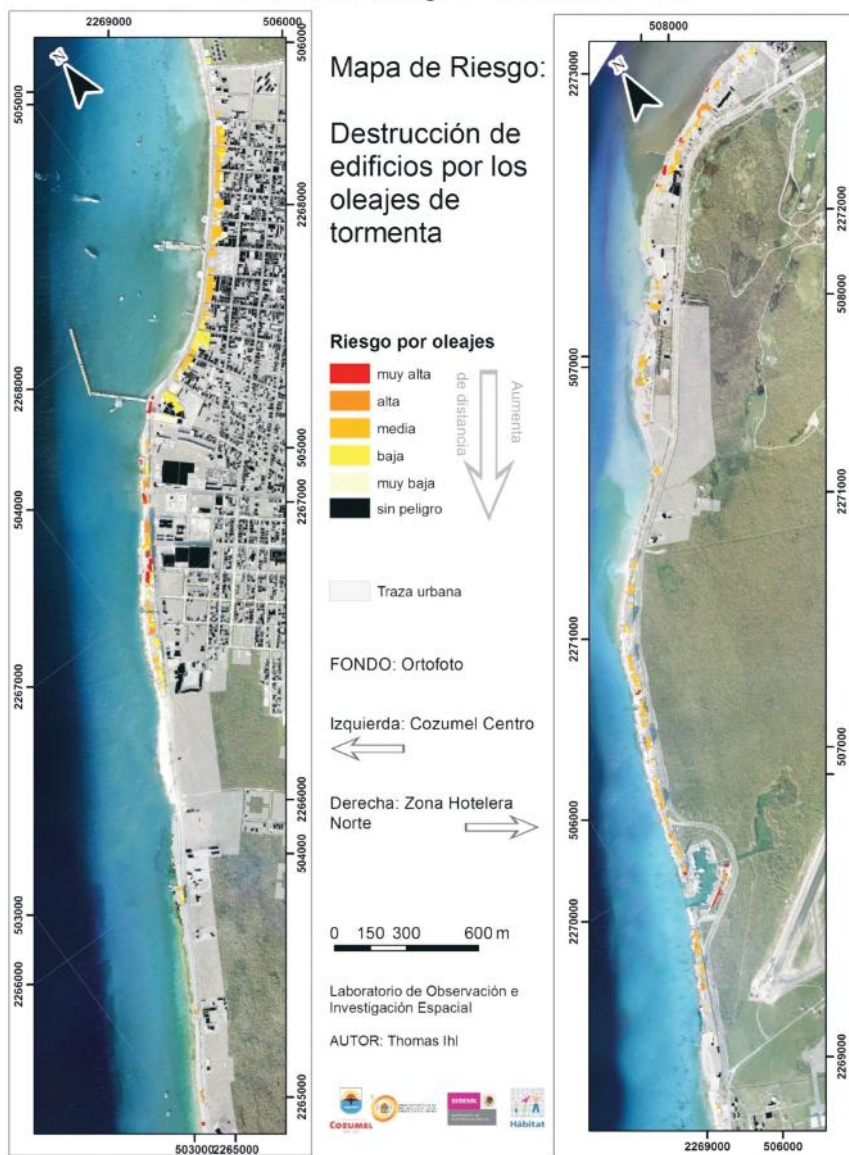 2269000
506000
508000
505000
506000
2268000
2268000
505000
2267000
504000
2267000
2266000
504000
503000
2266000
2265000
503000
2265000
Mapa de Riesgo:
Destrucción de
edificios por los
oleajes de
tormenta
Riesgo por oleajes
muy alta
alta
media
baja
muy baja
sin peligro
Aumenta
de distancia
Traza urbana
FONDO: Ortofoto
Izquierda: Cozumel Centro
Derecha: Zona Hotelera
Norte
0 150 300 600 m
Laboratorio de Observación e
Investigación Espacial
AUTOR: Thomas Ihl
COZUMEL
SEDESOL
Hábitat
N
N
2273000
2272000
508000
507000
2271000
2271000
507000
506000
2270000
2269000
2269000
506000